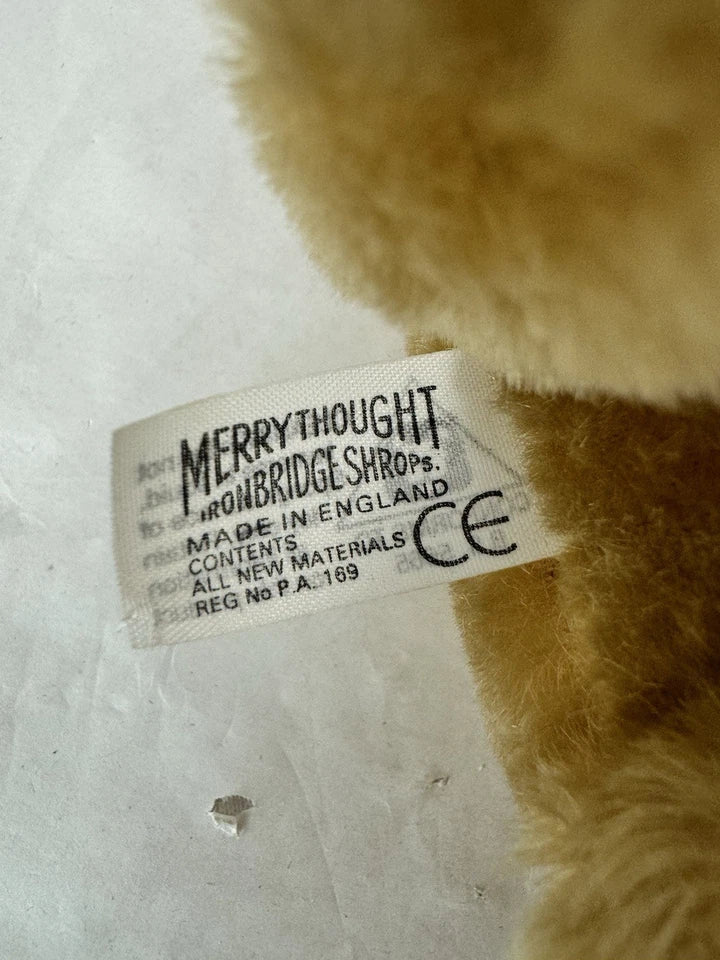 MERRYTHOUGHT
IRONBRIDGE SHROPS.
MADE IN ENGLAND
CONTENTS
ALL NEW MATERIALS
REG No P.A. 169
CE